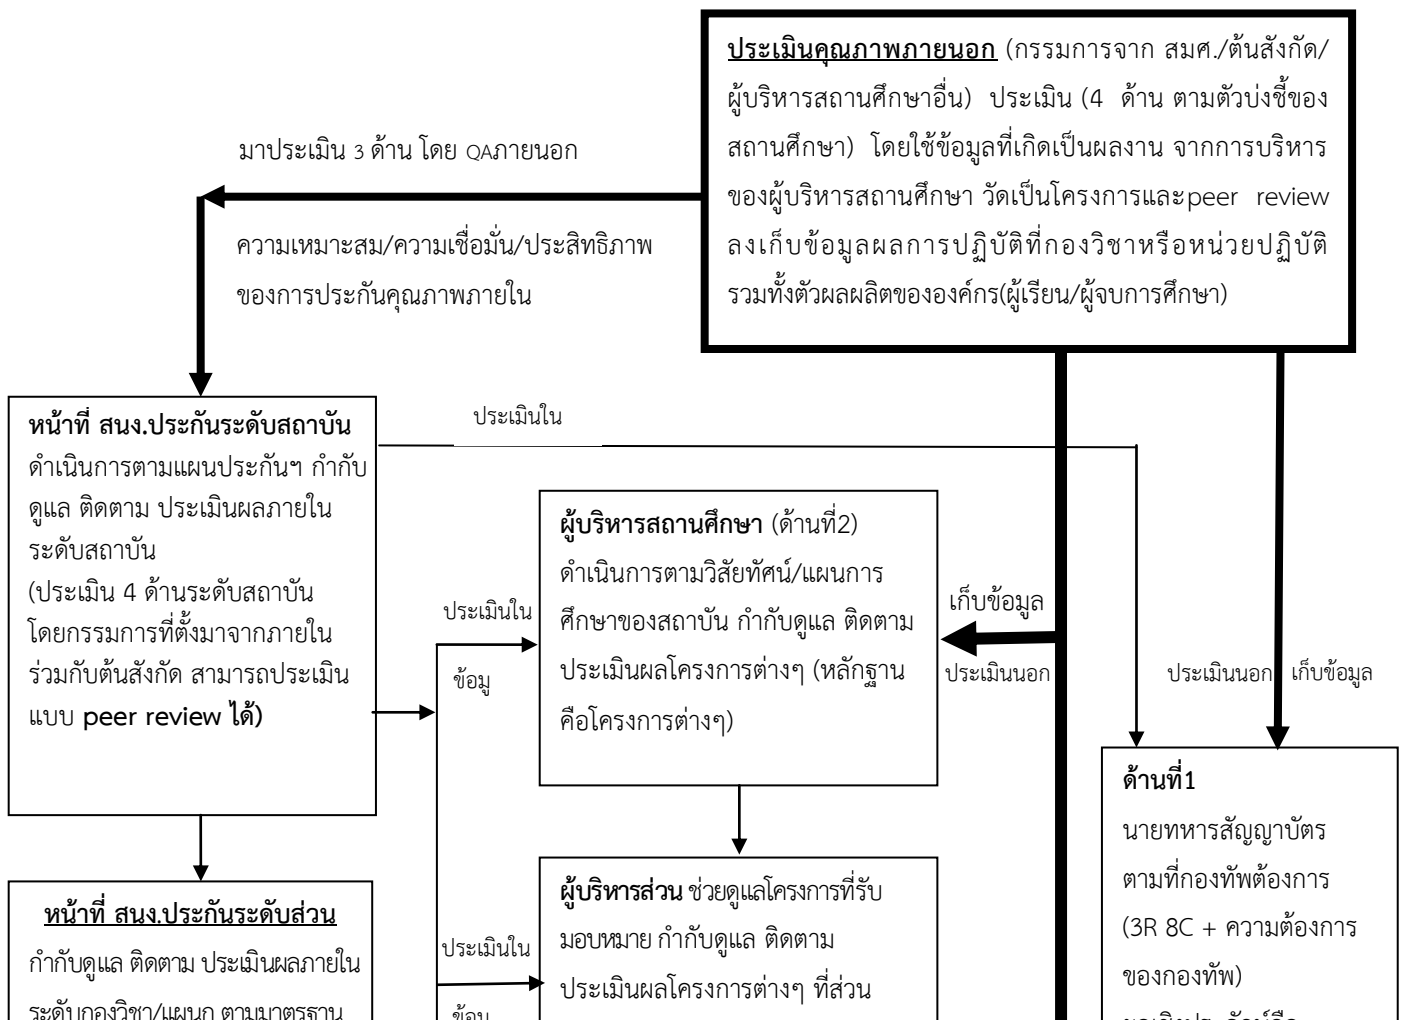 ประเมินคุณภาพภายนอก (กรรมการจาก สมศ./ต้นสังกัด/
ผู้บริหารสถานศึกษาอื่น) ประเมิน (4 ด้าน ตามตัวบ่งชี้ของ
สถานศึกษา) โดยใช้ข้อมูลที่เกิดเป็นผลงาน จากการบริหาร
ของผู้บริหารสถานศึกษา วัดเป็นโครงการและpeer review
ลงเก็บข้อมูลผลการปฏิบัติที่กองวิชาหรือหน่วยปฏิบัติ
รวมทั้งตัวผลผลิตขององค์กร(ผู้เรียน/ผู้จบการศึกษา)
มาประเมิน 3 ด้าน โดย QAภายนอก
ความเหมาะสม/ความเชื่อมั่น/ประสิทธิภาพ
ของการประกันคุณภาพภายใน
หน้าที่ สนง.ประกันระดับสถาบัน
ดำเนินการตามแผนประกันฯ กำกับ
ดูแล ติดตาม ประเมินผลภายใน
ระดับสถาบัน
(ประเมิน 4 ด้านระดับสถาบัน
โดยกรรมการที่ตั้งมาจากภายใน
ร่วมกับต้นสังกัด สามารถประเมิน
แบบ peer review ได้)
ประเมินใน
ผู้บริหารสถานศึกษา (ด้านที่2)
ดำเนินการตามวิสัยทัศน์/แผนการ
ศึกษาของสถาบัน กำกับดูแล ติดตาม
ประเมินผลโครงการต่างๆ (หลักฐาน
คือโครงการต่างๆ)
ประเมินใน
ข้อมู
เก็บข้อมูล
ประเมินนอก
ประเมินนอก
เก็บข้อมูล
ด้านที่1
นายทหารสัญญาบัตร
ตามที่กองทัพต้องการ
(3R 8C + ความต้องการ
ของกองทัพ)
หน้าที่ สนง.ประกันระดับส่วน
กำกับดูแล ติดตาม ประเมินผลภายใน
ระดับกองวิชา/แผนก ตามมาตรฐาน
ประเมินใน
ข้อมู
ผู้บริหารส่วน ช่วยดูแลโครงการที่รับ
มอบหมาย กำกับดูแล ติดตาม
ประเมินผลโครงการต่างๆ ที่ส่วน